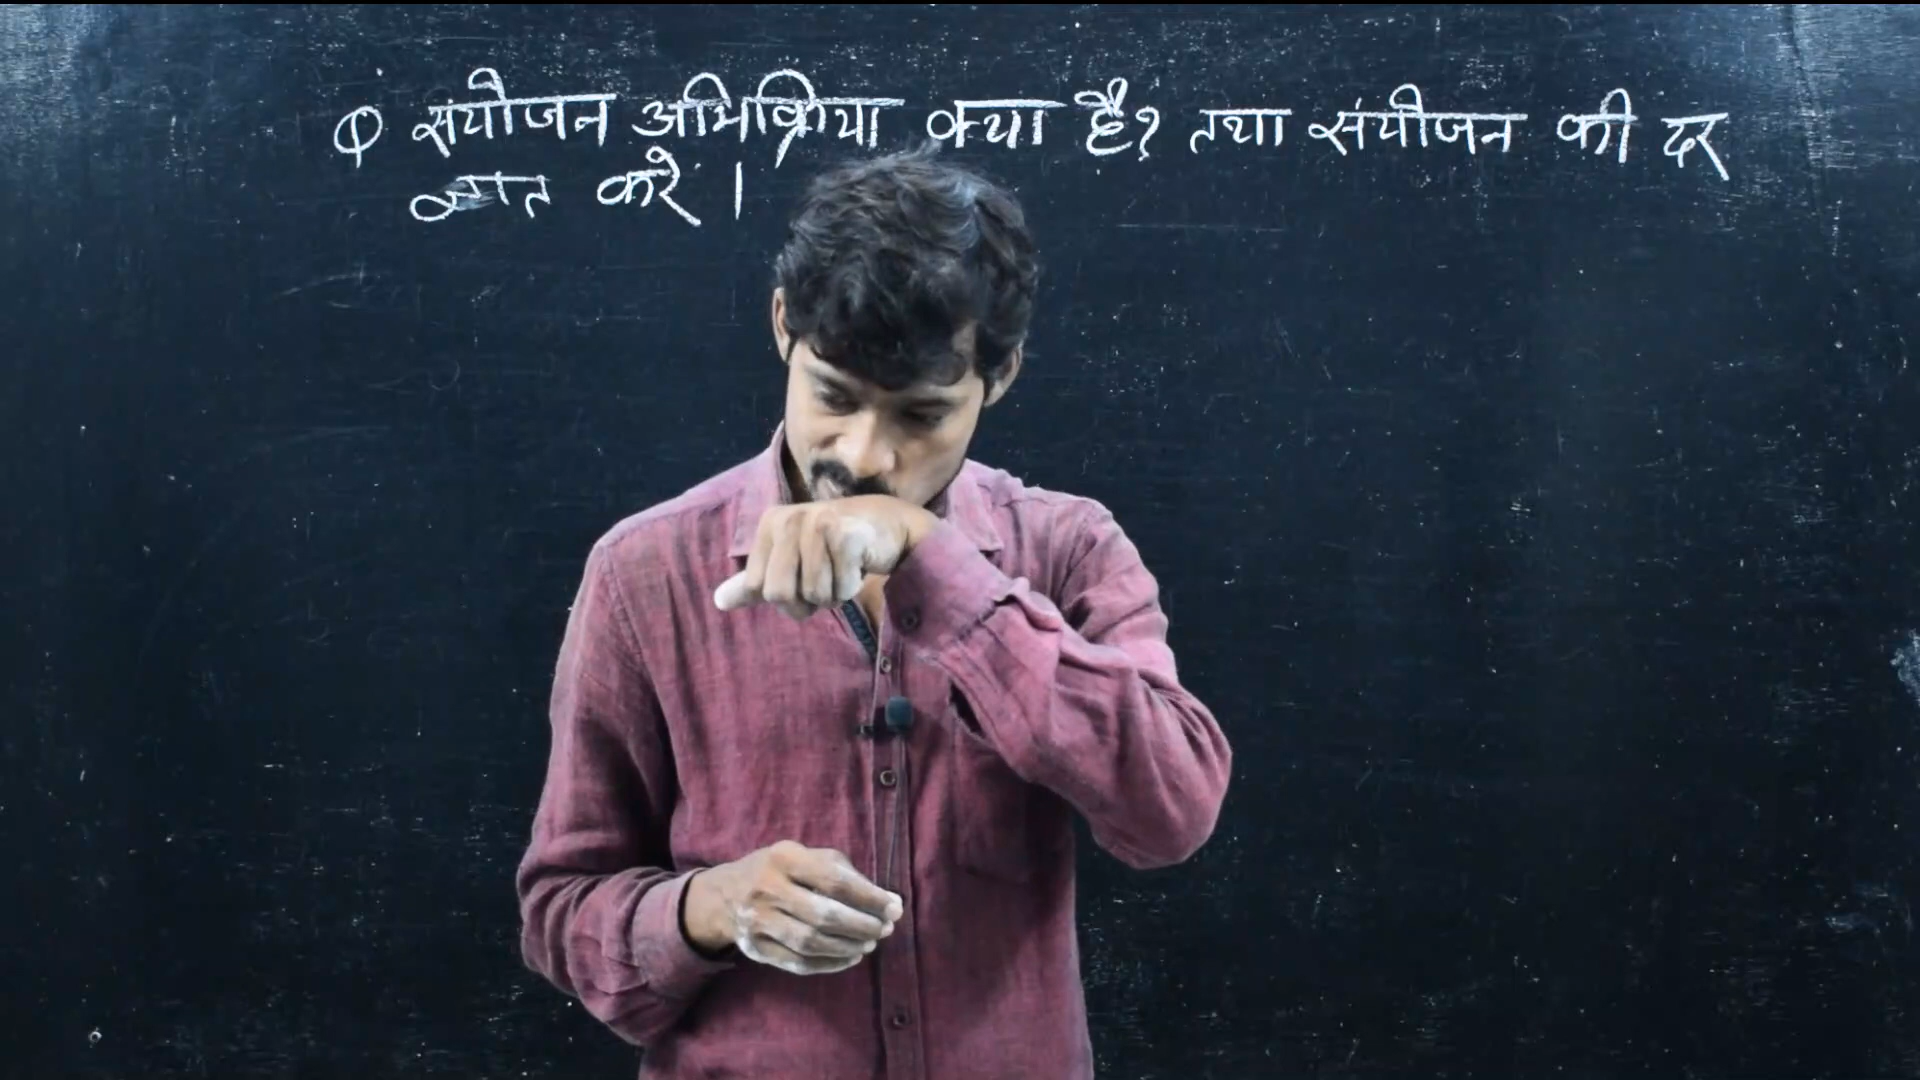 Q संयोजन अभिक्रिया क्या है? तथा संयोजन की दर
ज्ञात करें ।